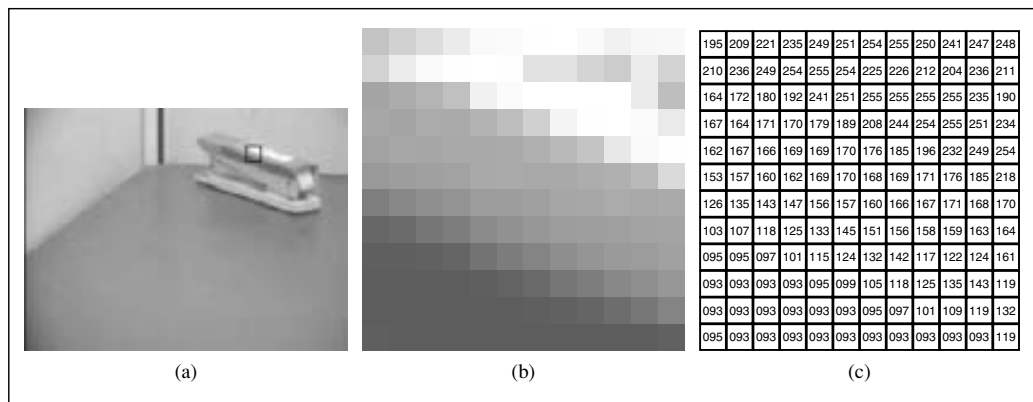 195 209 221 235 249 251 254 255 250 241 247 248
210 236 249 254 255 254 225 226 212 204 236 211
164 172 180 192 241 251 255 255 255 255 235 190
167 164 171 170 179 189 208 244 254 255 251 234
162 167 166 169 169 170 176 185 196 232 249 254
153 157 160 162 169 170 168 169 171 176 185 218
126 135 143 147 156 157 160 166 167 171 168 170
103 107 118 125 133 145 151 156 158 159 163 164
095 095 097 101 115 124 132 142 117 122 124 161
093 093 093 093 095 099 105 118 125 135 143 119
093 093 093 093 093 093 095 097 101 109 119 132
095 093 093 093 093 093 093 093 093 093 093 119
(a) (b) (c)